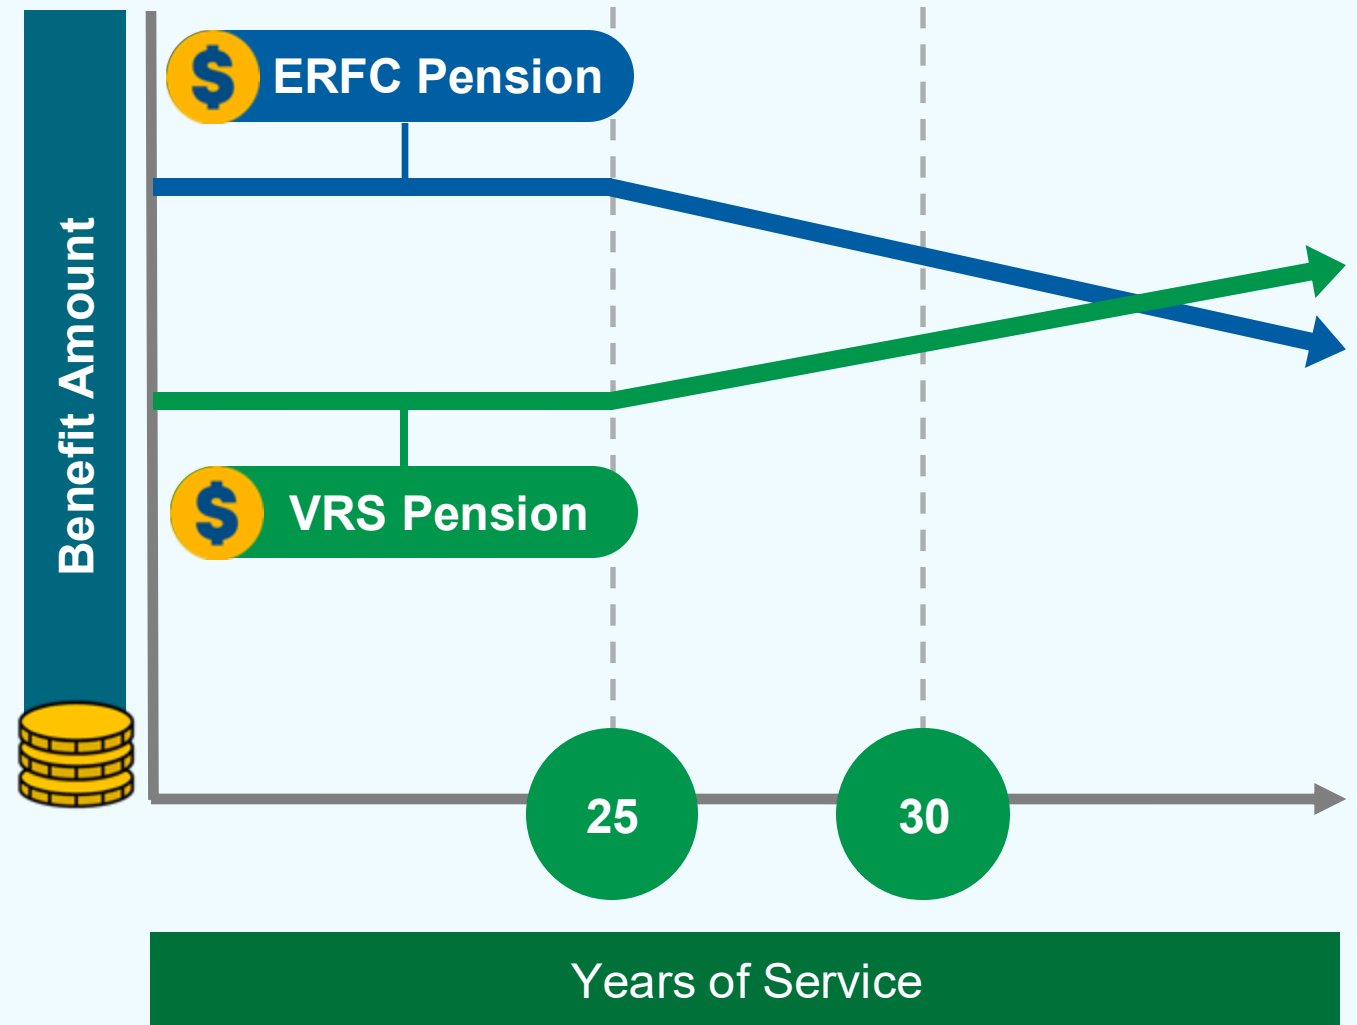 $ ERFC Pension
Benefit Amount
$ VRS Pension
25
30
Years of Service